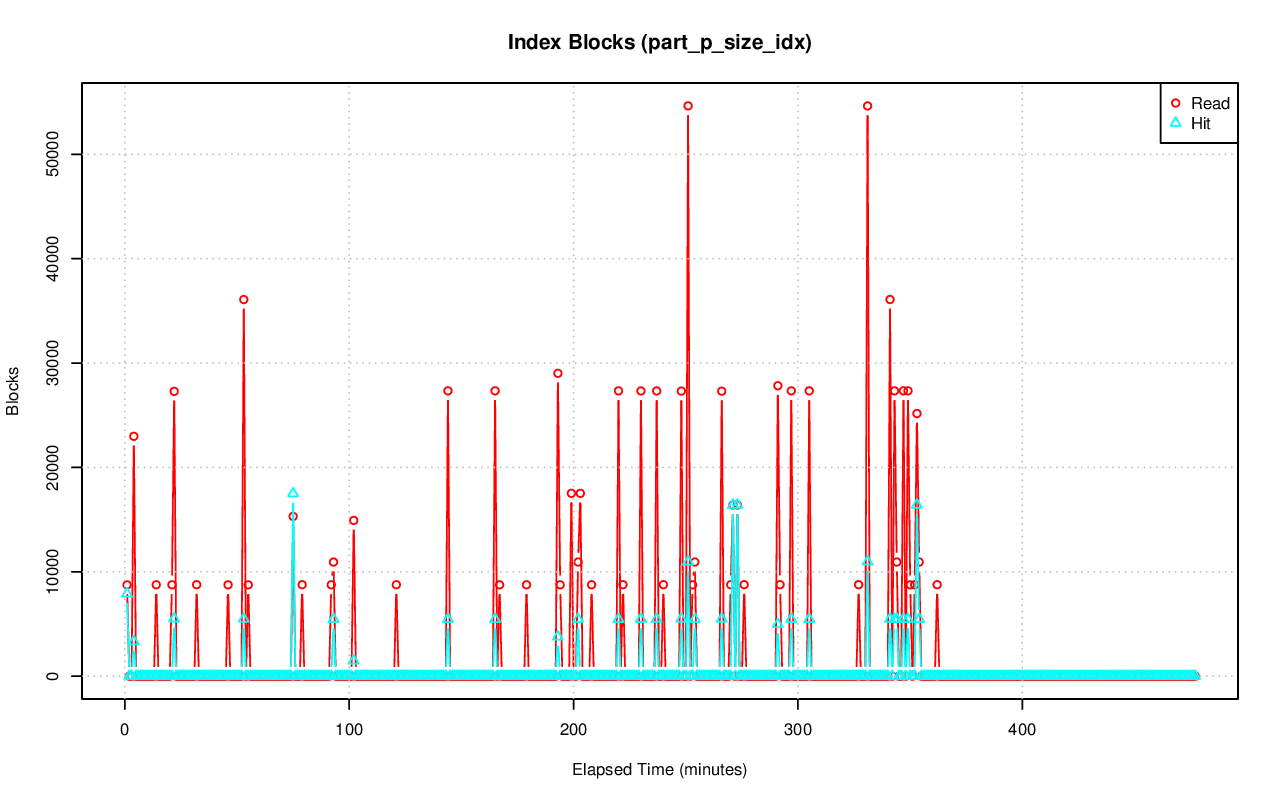 Index Blocks (part_p_size_idx)
Read
Hit
Blocks
50000
40000
30000
20000
10000
0
0 100 200 300 400
Elapsed Time (minutes)